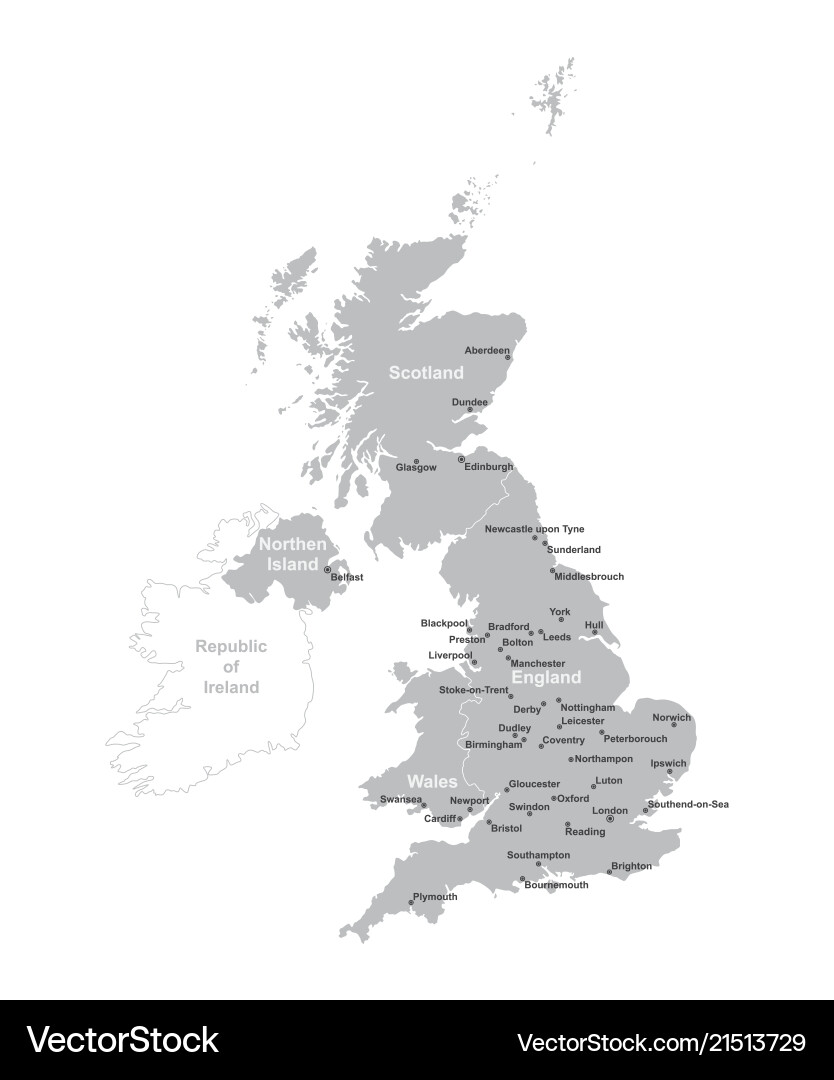 Aberdeen
Scotland
Dundee
Glasgow
Edinburgh
Newcastle upon Tyne
Northen
Island
Sunderland
Belfast
Middlesbrouch
York
Blackpool
Bradford
Hull
Preston
Leeds
Bolton
Republic
of
Ireland
Liverpool
Manchester
England
Stoke-on-Trent
Derby
Nottingham
Leicester
Norwich
Dudley
Peterborouch
Birmingham
Coventry
Northampon
Ipswich
Wales
Gloucester
Luton
Swansea
Newport
Oxford
Swindon
London
Southend-on-Sea
Cardiff
Bristol
Reading
Southampton
Brighton
Bournemouth
Plymouth
VectorStock
VectorStock.com/21513729